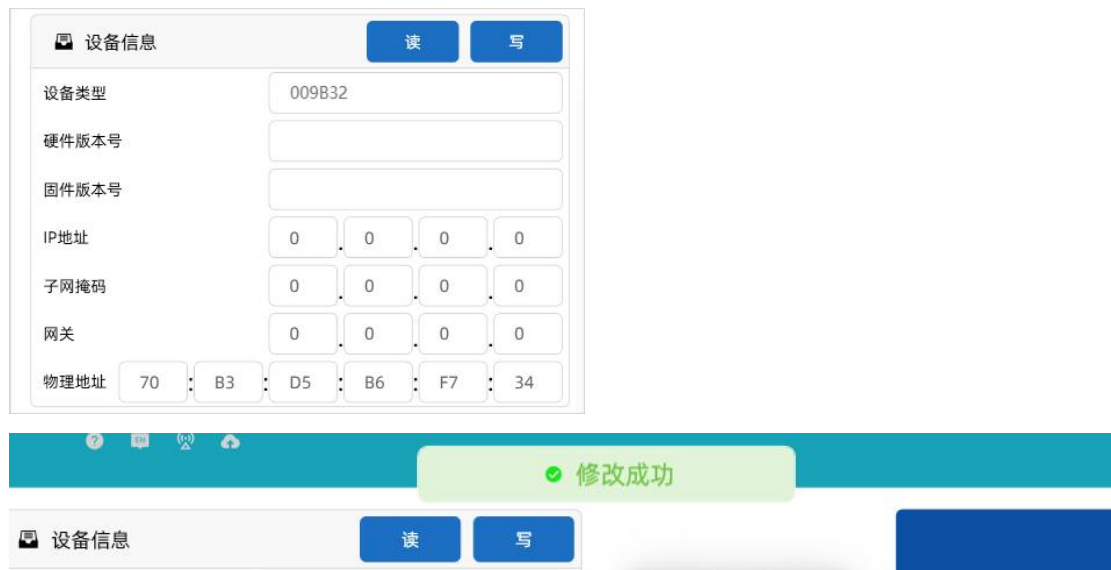 设备信息 读 写
设备类型 009B32
硬件版本号
固件版本号
IP地址 0 . 0 . 0 . 0
子网掩码 0 . 0 . 0 . 0
网关 0 . 0 . 0 . 0
物理地址 70 : B3 : D5 : B6 : F7 : 34
? EN
修改成功
设备信息 读 写